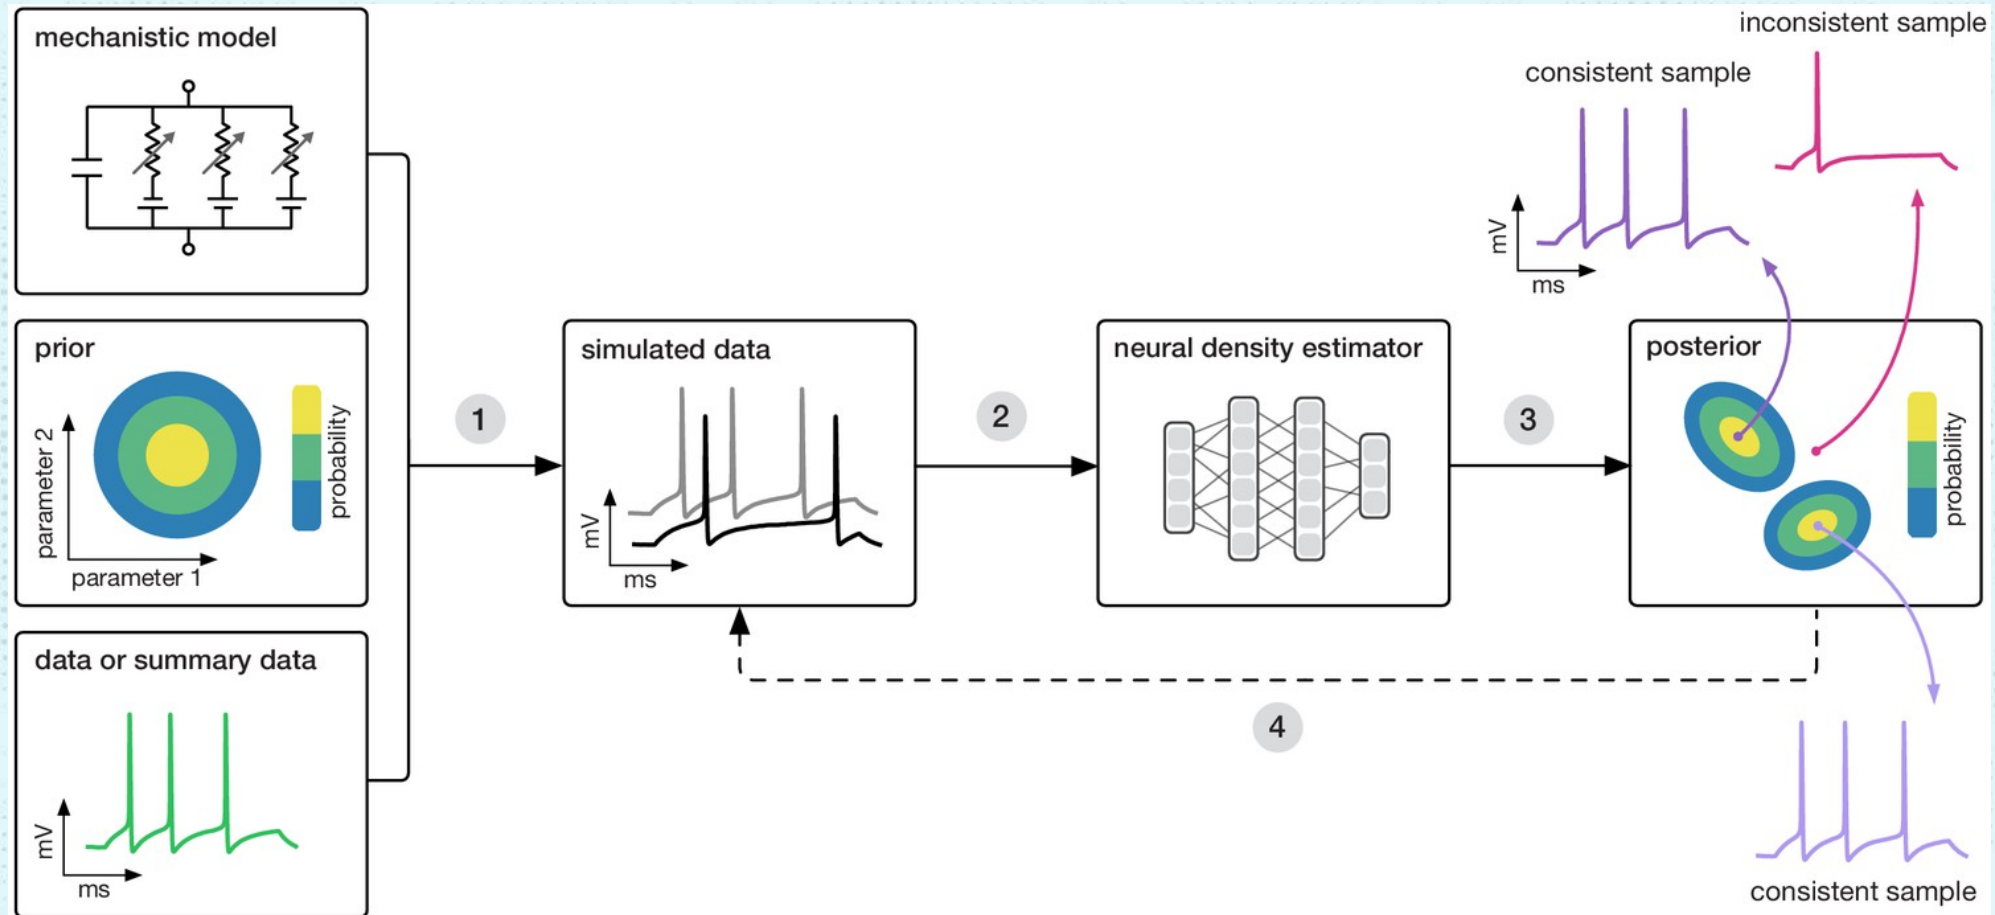 mechanistic model
prior
parameter 2
parameter 1
probability
data or summary data
mV
ms
1
simulated data
mV
ms
2
neural density estimator
3
posterior
probability
4
consistent sample
mV
ms
inconsistent sample
consistent sample